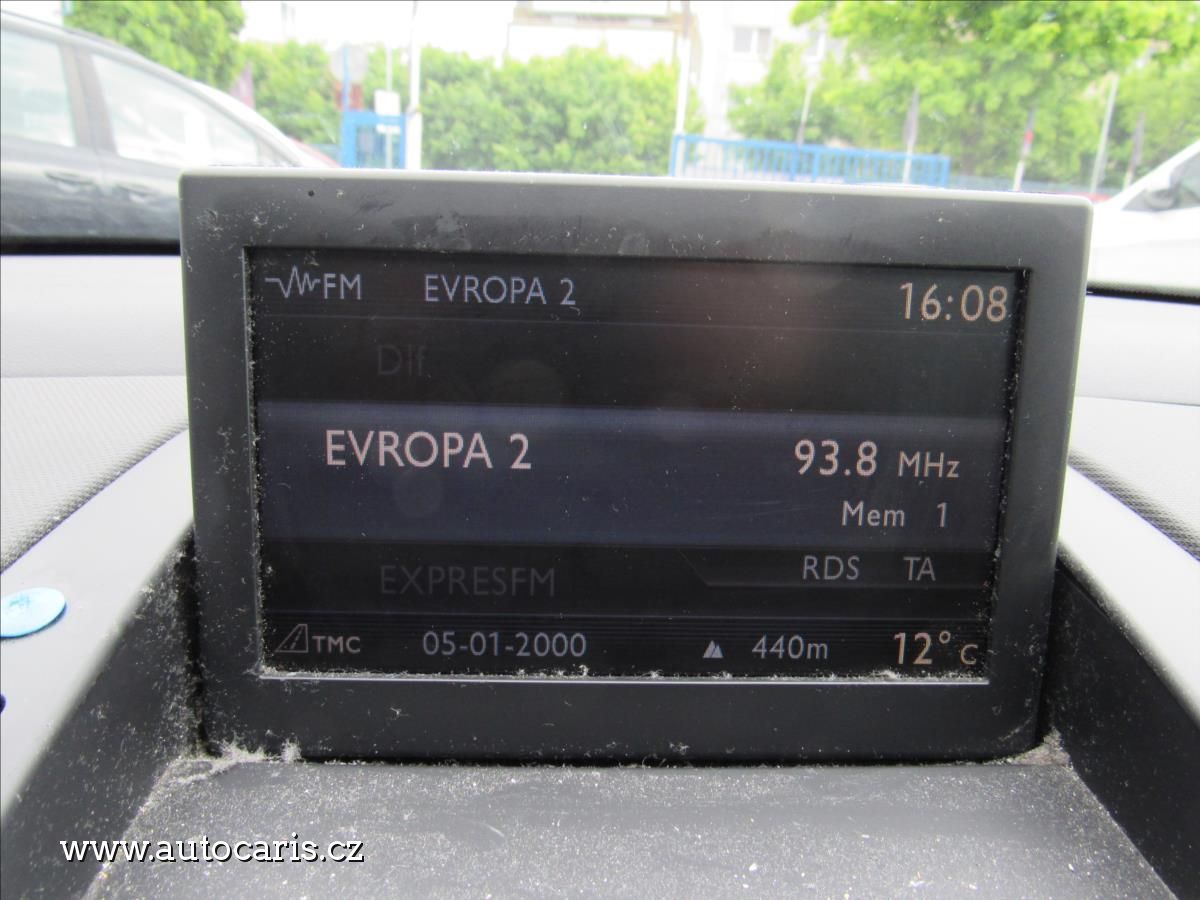 FM EVROPA 2 16:08
Dif
EVROPA 2 93.8 MHz
Mem 1
EXPRESFM RDS TA
TMC 05-01-2000 440m 12° C
www.autocaris.cz